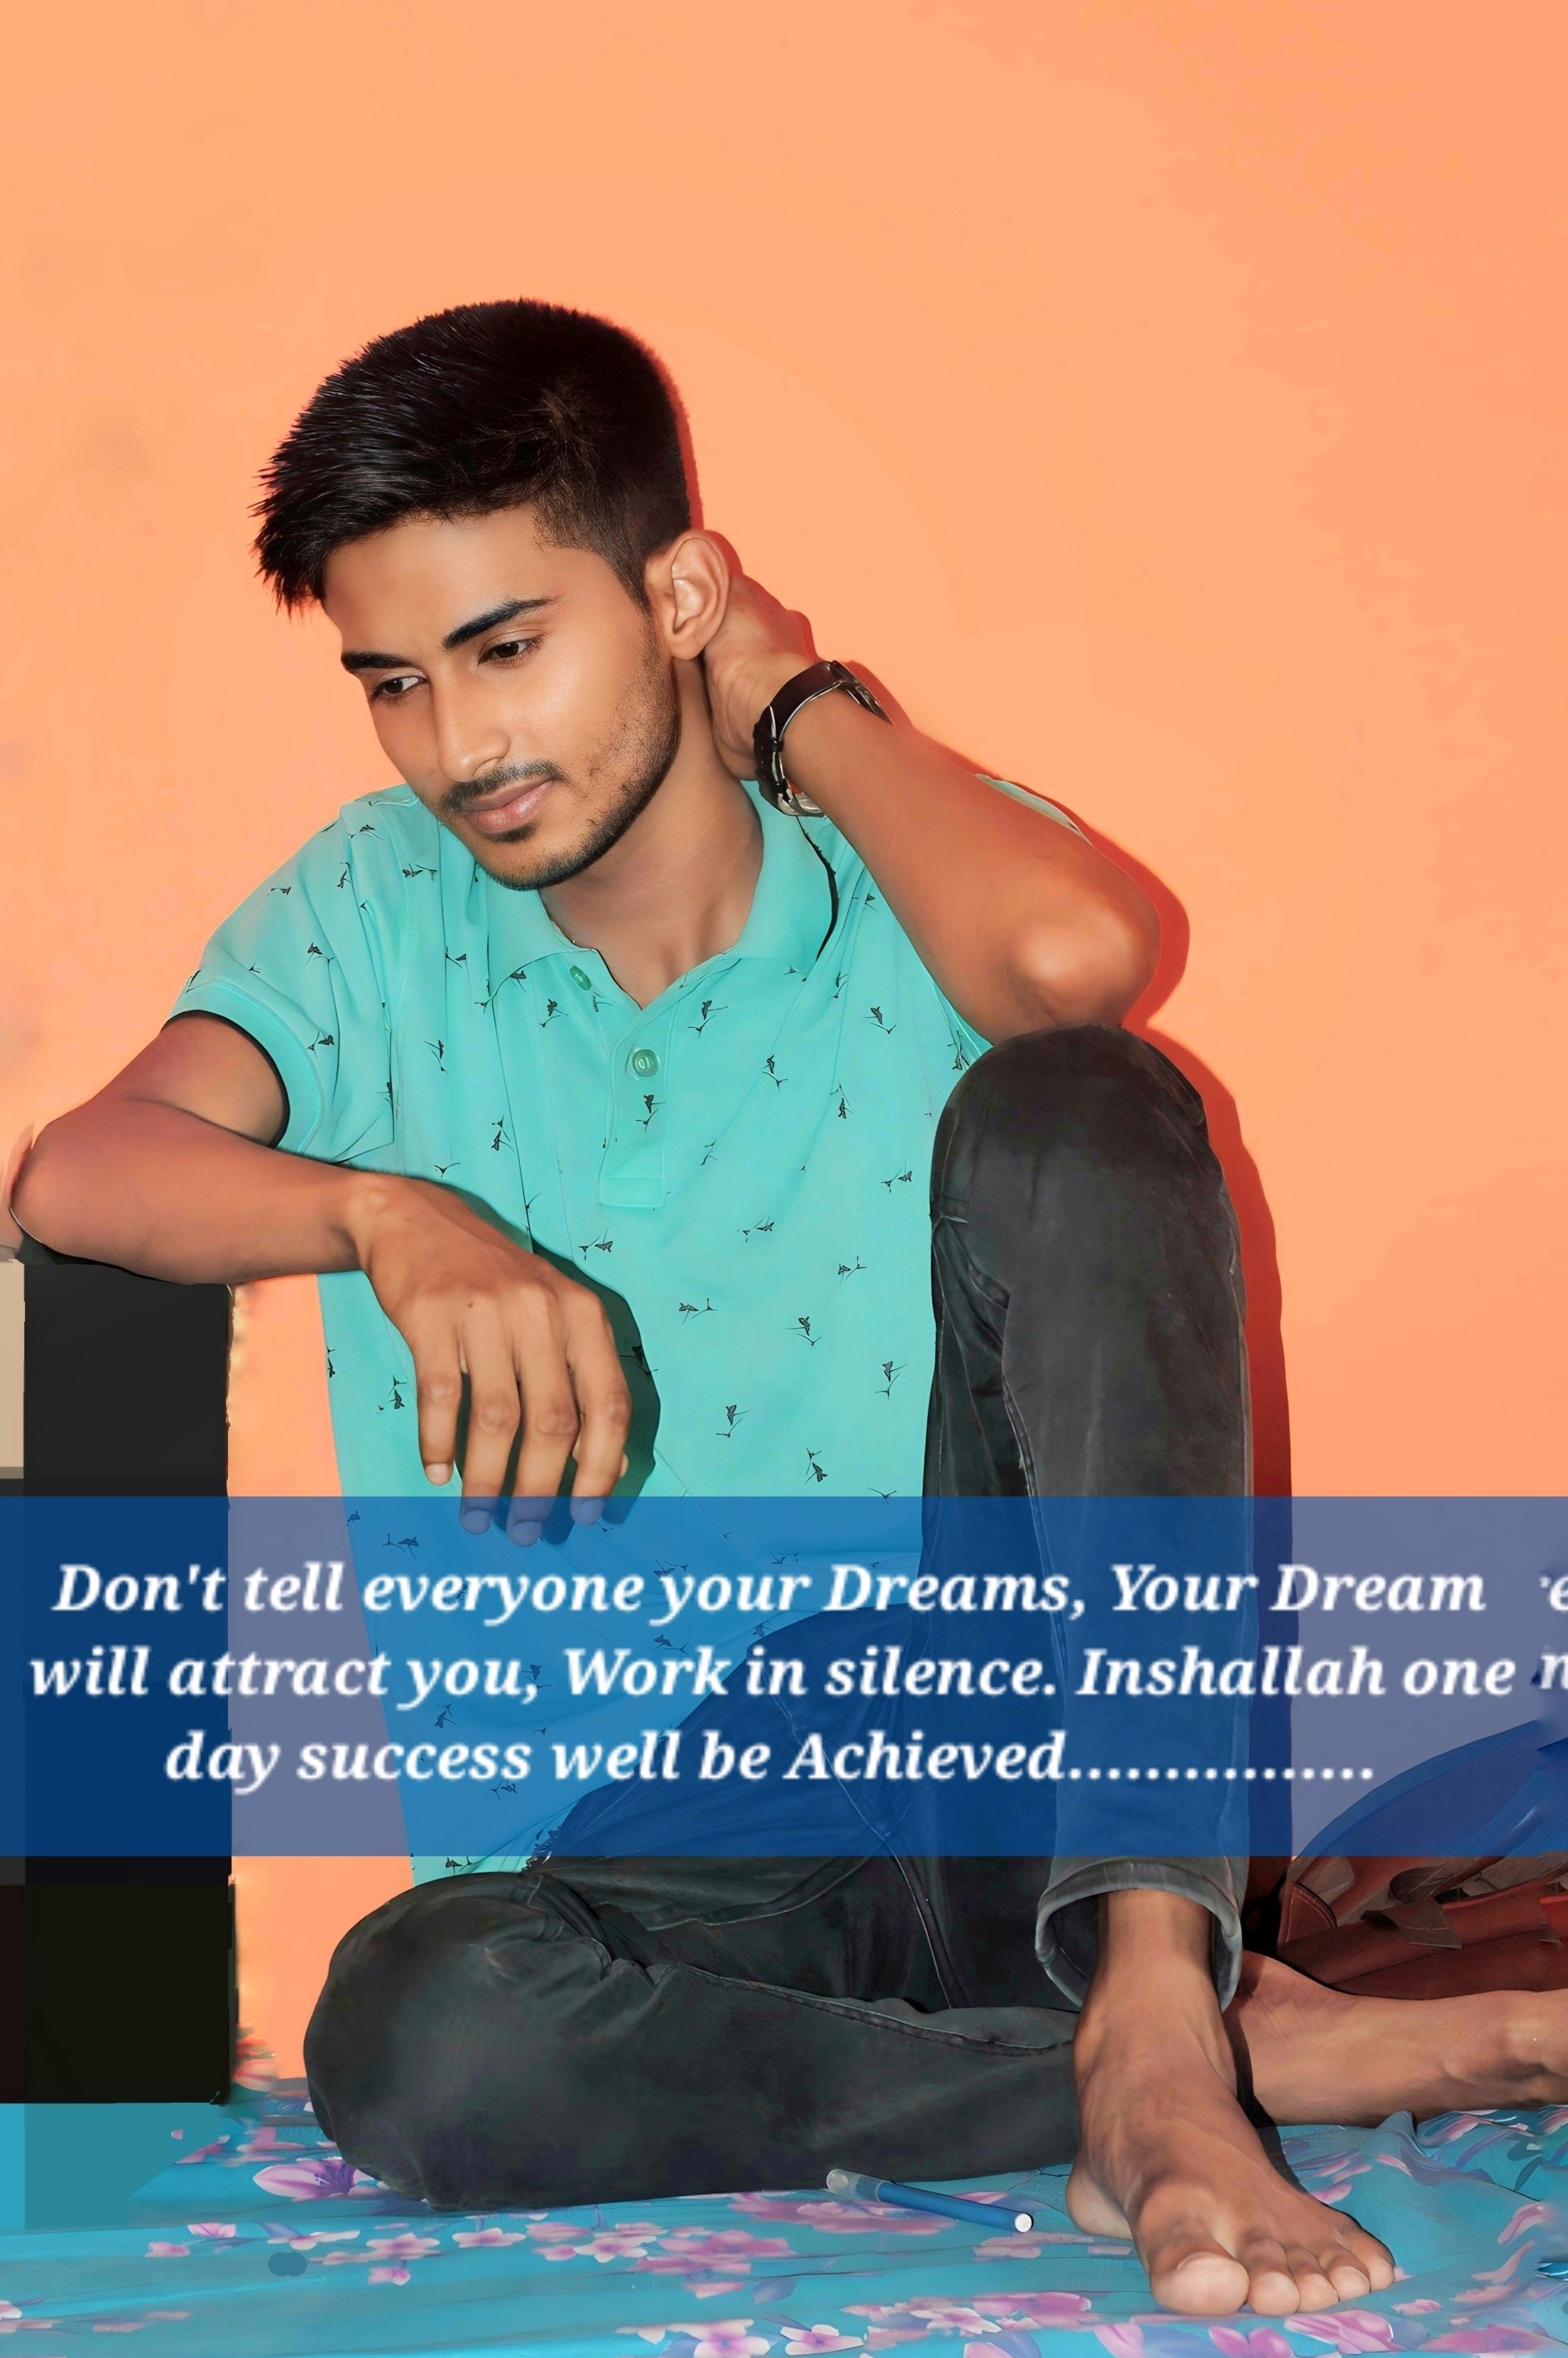 Don't tell everyone your Dreams, Your Dream
will attract you, Work in silence. Inshallah one
day success well be Achieved................